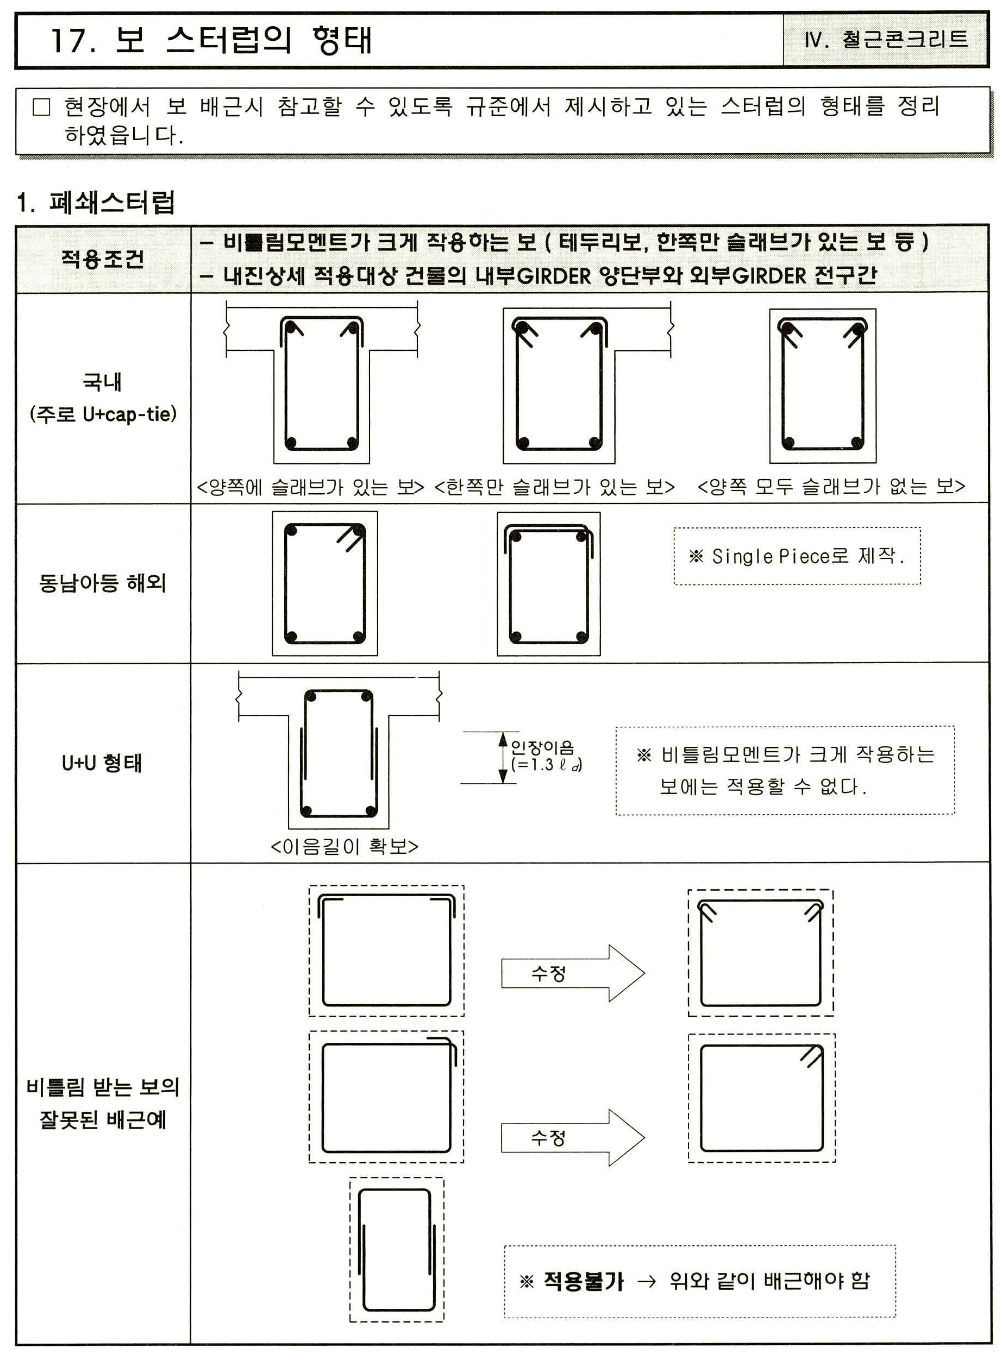 17. 보 스터럽의 형태
Ⅳ. 철근콘크리트
□ 현장에서 보 배근시 참고할 수 있도록 규준에서 제시하고 있는 스터럽의 형태를 정리
하였읍니다.
1. 폐쇄스터럽
적용조건
- 비틀림모멘트가 크게 작용하는 보 ( 테두리보, 한쪽만 슬래브가 있는 보 등 )
- 내진상세 적용대상 건물의 내부GIRDER 양단부와 외부GIRDER 전구간
국내
(주로 U+cap-tie)
<양쪽에 슬래브가 있는 보> <한쪽만 슬래브가 있는 보> <양쪽 모두 슬래브가 없는 보>
동남아등 해외
※ Single Piece로 제작.
U+U 형태
인장이음
(=1.3 ℓ d)
※ 비틀림모멘트가 크게 작용하는
보에는 적용할 수 없다.
<이음길이 확보>
비틀림 받는 보의
잘못된 배근예
수정
수정
※ 적용불가 → 위와 같이 배근해야 함